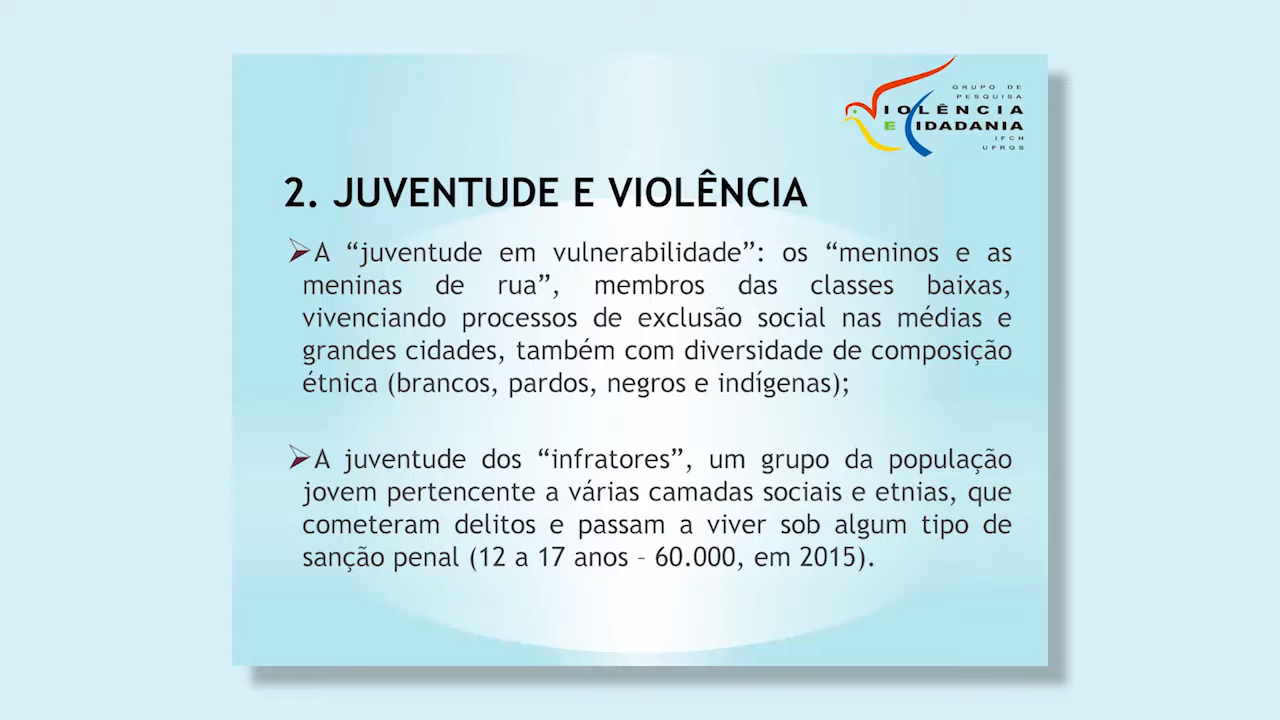 GRUPO DE
PESQUISA
VIOLÊNCIA
E CIDADANIA
IFCH
UFRGS
2. JUVENTUDE E VIOLÊNCIA
➢A “juventude em vulnerabilidade”: os “meninos e as
meninas de rua”, membros das classes baixas,
vivenciando processos de exclusão social nas médias e
grandes cidades, também com diversidade de composição
étnica (brancos, pardos, negros e indígenas);
➢A juventude dos “infratores”, um grupo da população
jovem pertencente a várias camadas sociais e etnias, que
cometeram delitos e passam a viver sob algum tipo de
sanção penal (12 a 17 anos – 60.000, em 2015).